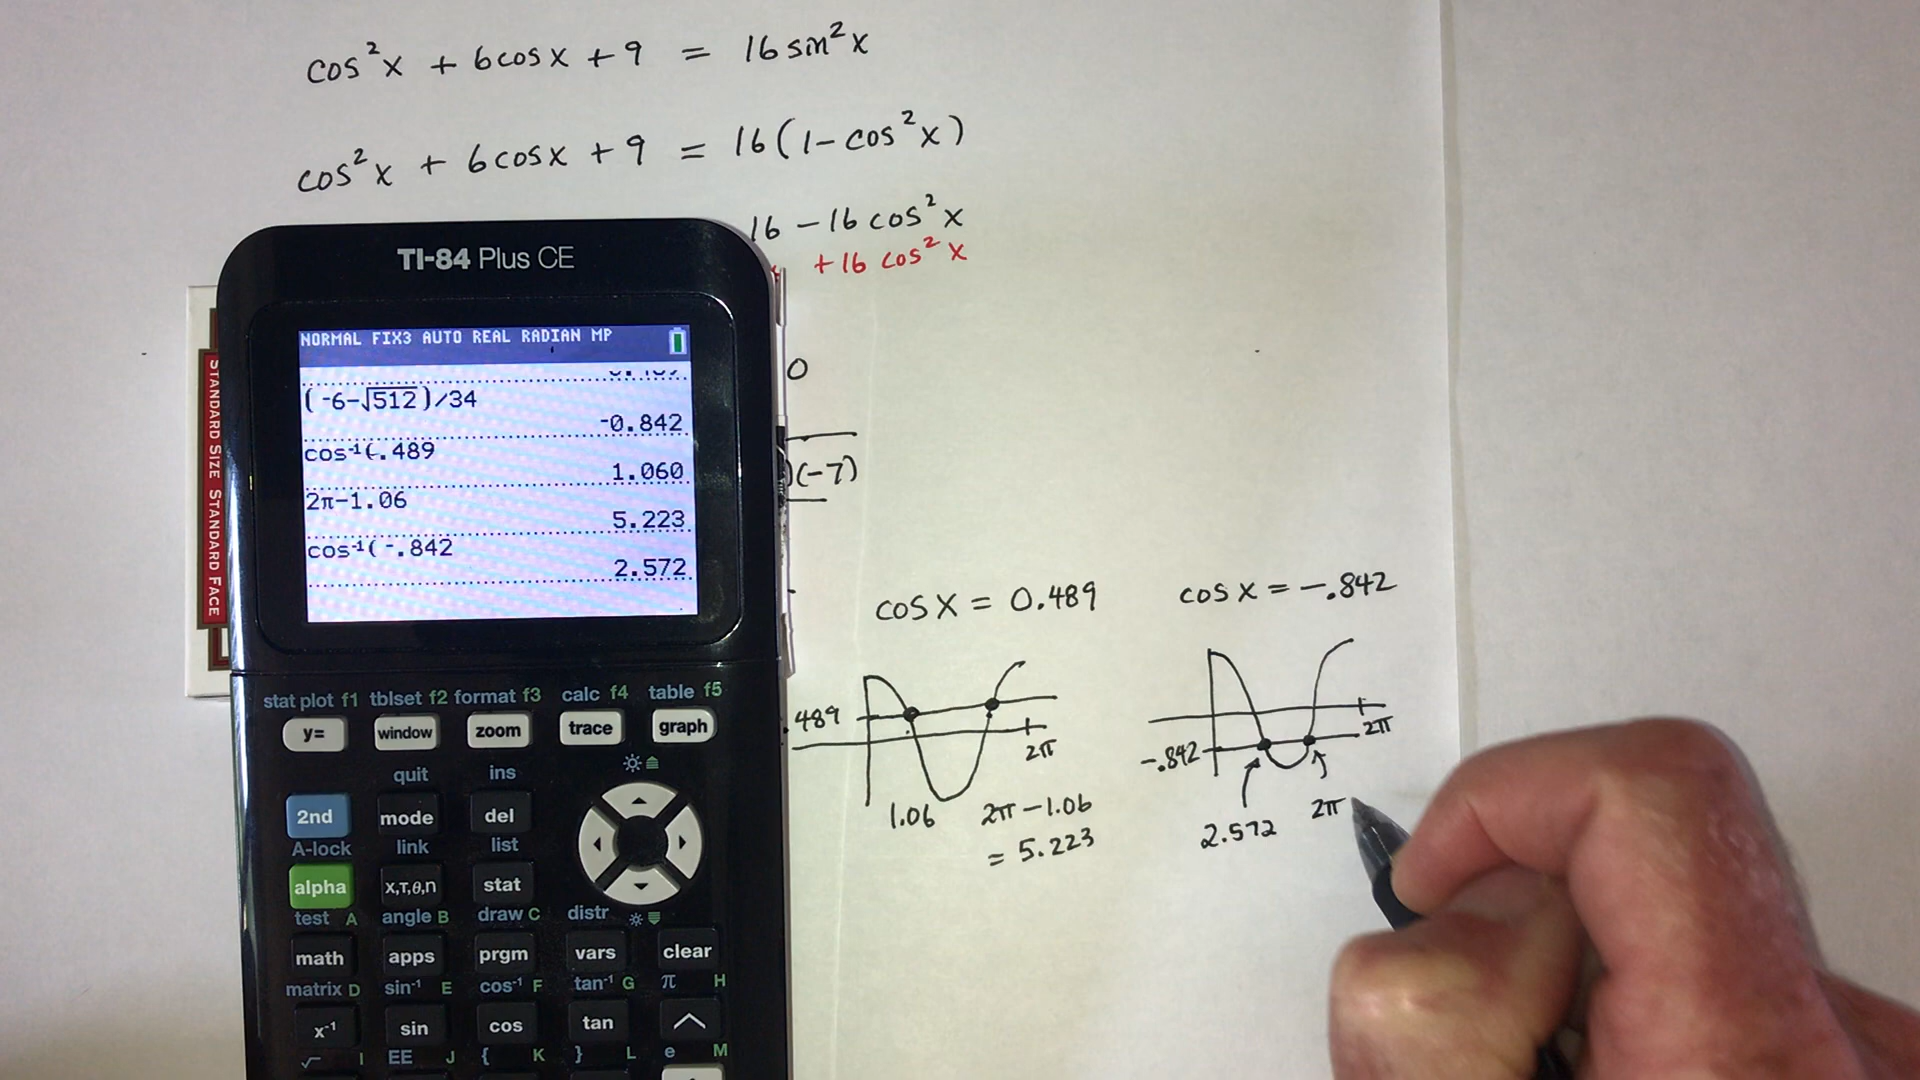 cos²x + 6cosx + 9 = 16 sin²x
cos²x + 6cosx + 9 = 16(1-cos²x)
16 - 16 cos²x
+16 cos²x
0
)(-7)
TI-84 Plus CE
NORMAL FIX3 AUTO REAL RADIAN MP
(-6-√512)/34
-0.842
cos⁻¹(.489
1.060
2π-1.06
5.223
cos⁻¹(-.842
2.572
STANDARD SIZE STANDARD FACE
cos x = 0.489
.489
2π
1.06
2π - 1.06
= 5.223
cos x = -.842
-.842
2π
2.572
2π
stat plot f1 tblset f2 format f3 calc f4 table f5
y= window zoom trace graph
quit ins
2nd mode del
A-lock link list
alpha X,T,θ,n stat
test A angle B draw C distr
math apps prgm vars clear
matrix D sin⁻¹ E cos⁻¹ F tan⁻¹ G π H
x⁻¹ sin cos tan ^
√ I EE J { K } L e M